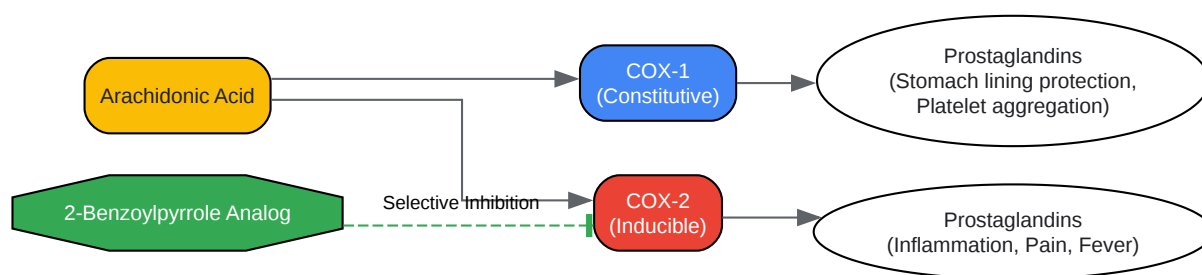 Arachidonic Acid
COX-1
(Constitutive)
Prostaglandins
(Stomach lining protection,
Platelet aggregation)
2-Benzoylpyrrole Analog
Selective Inhibition
COX-2
(Inducible)
Prostaglandins
(Inflammation, Pain, Fever)